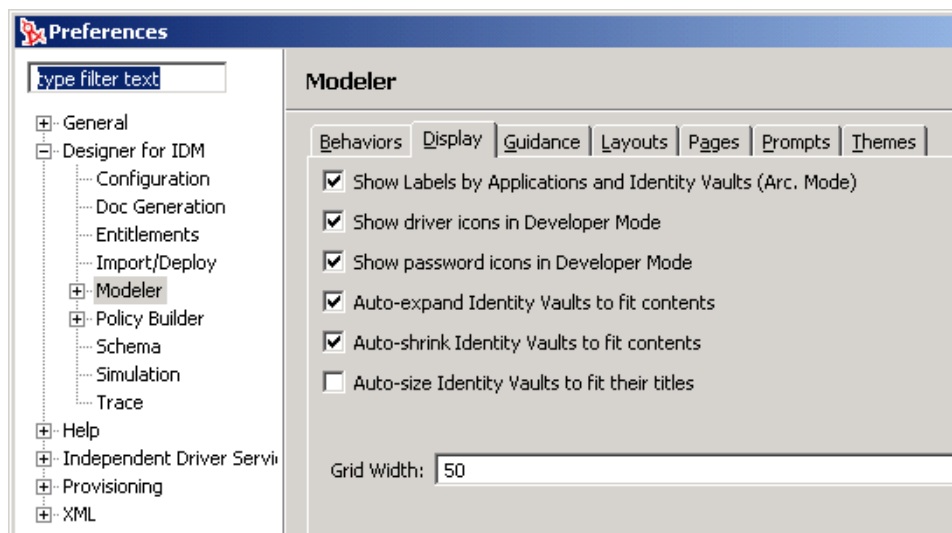 Preferences
type filter text
General
Designer for IDM
Configuration
Doc Generation
Entitlements
Import/Deploy
Modeler
Policy Builder
Schema
Simulation
Trace
Help
Independent Driver Servi
Provisioning
XML
Modeler
Behaviors Display Guidance Layouts Pages Prompts Themes
Show Labels by Applications and Identity Vaults (Arc. Mode)
Show driver icons in Developer Mode
Show password icons in Developer Mode
Auto-expand Identity Vaults to fit contents
Auto-shrink Identity Vaults to fit contents
Auto-size Identity Vaults to fit their titles
Grid Width: 50